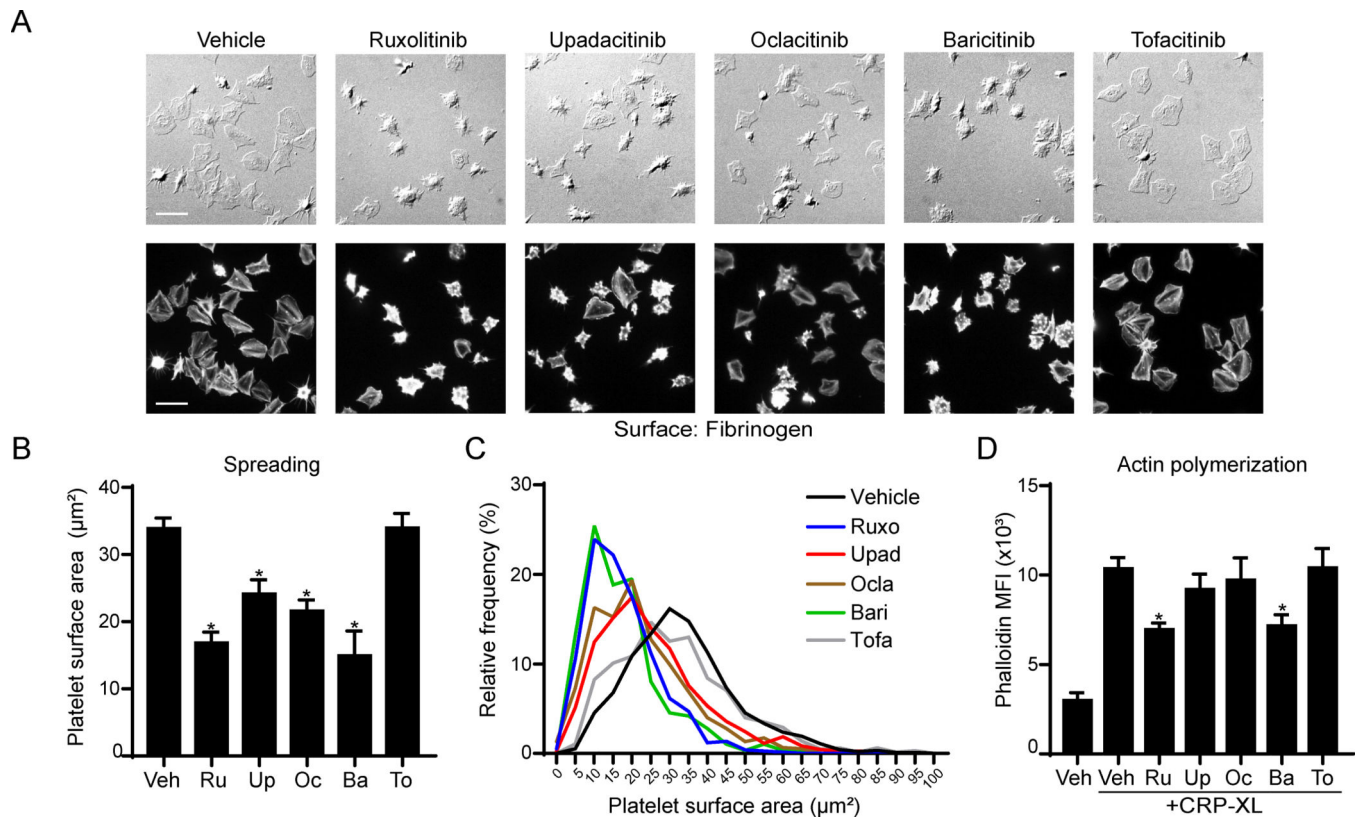 A
Vehicle Ruxolitinib Upadacitinib Oclacitinib Baricitinib Tofacitinib
Surface: Fibrinogen
B
Spreading
Platelet surface area (µm²)
40
30
20
10
0
* * * *
Veh Ru Up Oc Ba To
C
Relative frequency (%)
30
20
10
0
Vehicle
Ruxo
Upad
Ocla
Bari
Tofa
0 5 10 15 20 25 30 35 40 45 50 55 60 65 70 75 80 85 90 95 100
Platelet surface area (µm²)
D
Actin polymerization
Phalloidin MFI (x10³)
15
10
5
0
* *
Veh Veh Ru Up Oc Ba To
+CRP-XL